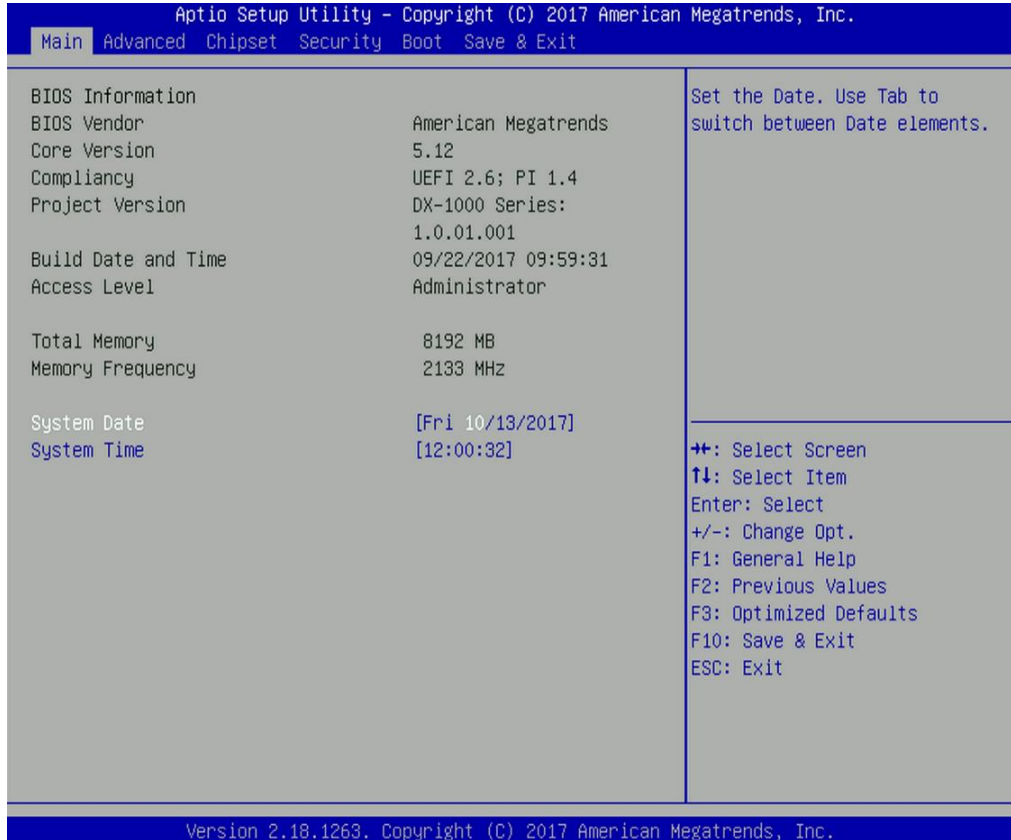 Aptio Setup Utility - Copyright (C) 2017 American Megatrends, Inc.
Main Advanced Chipset Security Boot Save & Exit
BIOS Information
BIOS Vendor American Megatrends
Core Version 5.12
Compliancy UEFI 2.6; PI 1.4
Project Version DX-1000 Series:
1.0.01.001
Build Date and Time 09/22/2017 09:59:31
Access Level Administrator
Total Memory 8192 MB
Memory Frequency 2133 MHz
System Date [Fri 10/13/2017]
System Time [12:00:32]
Set the Date. Use Tab to
switch between Date elements.
→←: Select Screen
↑↓: Select Item
Enter: Select
+/-: Change Opt.
F1: General Help
F2: Previous Values
F3: Optimized Defaults
F10: Save & Exit
ESC: Exit
Version 2.18.1263. Copyright (C) 2017 American Megatrends, Inc.